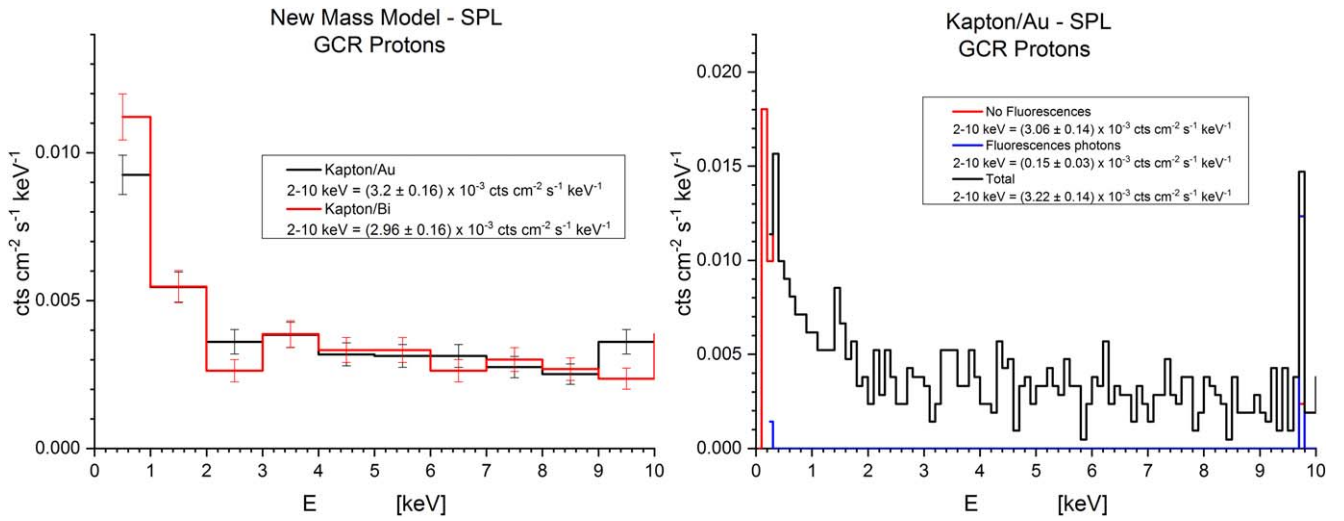 New Mass Model - SPL
GCR Protons
cts cm⁻² s⁻¹ keV⁻¹
0.010
0.005
0.000
Kapton/Au
2-10 keV = (3.2 ± 0.16) x 10⁻³ cts cm⁻² s⁻¹ keV⁻¹
Kapton/Bi
2-10 keV = (2.96 ± 0.16) x 10⁻³ cts cm⁻² s⁻¹ keV⁻¹
0 1 2 3 4 5 6 7 8 9 10
E [keV]
Kapton/Au - SPL
GCR Protons
cts cm⁻² s⁻¹ keV⁻¹
0.020
0.015
0.010
0.005
0.000
No Fluorescences
2-10 keV = (3.06 ± 0.14) x 10⁻³ cts cm⁻² s⁻¹ keV⁻¹
Fluorescences photons
2-10 keV = (0.15 ± 0.03) x 10⁻³ cts cm⁻² s⁻¹ keV⁻¹
Total
2-10 keV = (3.22 ± 0.14) x 10⁻³ cts cm⁻² s⁻¹ keV⁻¹
0 1 2 3 4 5 6 7 8 9 10
E [keV]